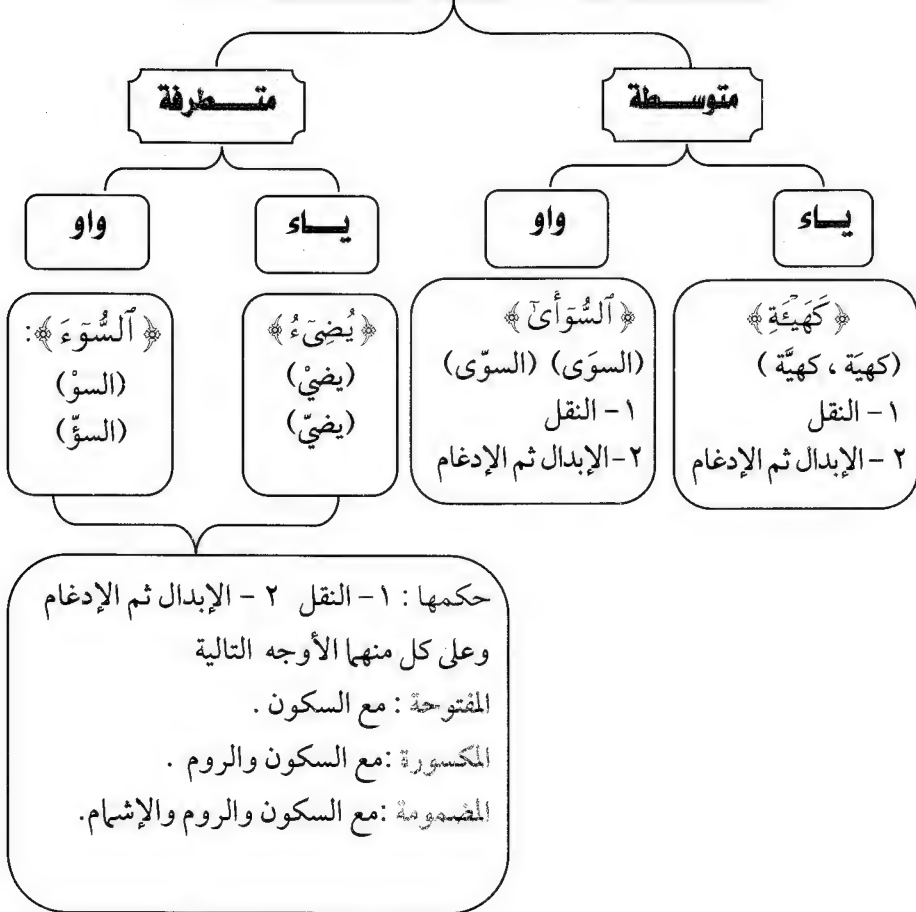 متوسطة
متطرفة
ياء
واو
ياء
واو
﴿كَهَيْـَٔةِ﴾
(كهيَة ، كهيَّة)
١- النقل
٢ - الإبدال ثم الإدغام
﴿ٱلسُّوٓأَىٰٓ﴾
(السوَى) (السوّى)
١- النقل
٢-الإبدال ثم الإدغام
﴿يُضِىٓءُ﴾
(يضيْ)
(يضيّ)
﴿ٱلسُّوٓءَ﴾:
(السوْ)
(السوّ)
حكمها : ١- النقل ٢ - الإبدال ثم الإدغام
وعلى كل منهما الأوجه التالية
المفتوحة : مع السكون .
المكسورة :مع السكون والروم .
المضمومة :مع السكون والروم والإشمام.